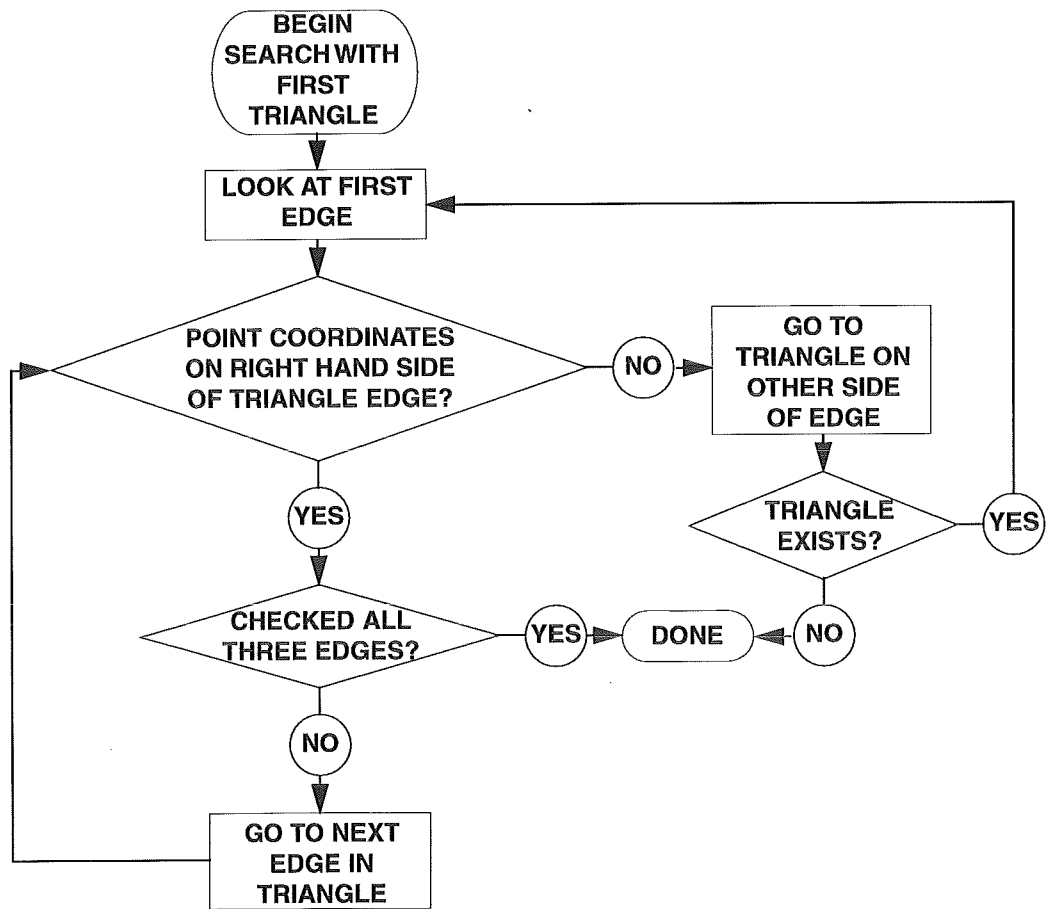 BEGIN
SEARCH WITH
FIRST
TRIANGLE
LOOK AT FIRST
EDGE
POINT COORDINATES
ON RIGHT HAND SIDE
OF TRIANGLE EDGE?
NO
GO TO
TRIANGLE ON
OTHER SIDE
OF EDGE
YES
TRIANGLE
EXISTS?
YES
CHECKED ALL
THREE EDGES?
YES
DONE
NO
NO
GO TO NEXT
EDGE IN
TRIANGLE